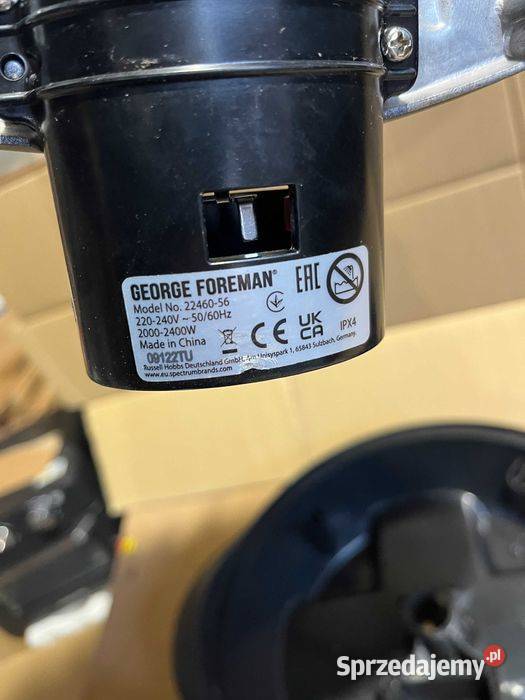 GEORGE FOREMAN®
Model No. 22460-56
220-240V ~ 50/60Hz
2000-2400W
Made in China
09122TU
EAC
CE
UK
CA
IPX4
Russell Hobbs Deutschland GmbH, Am Unisyspark 1, 65843 Sulzbach, Germany
www.eu.spectrumbrands.com
Sprzedajemy.pl